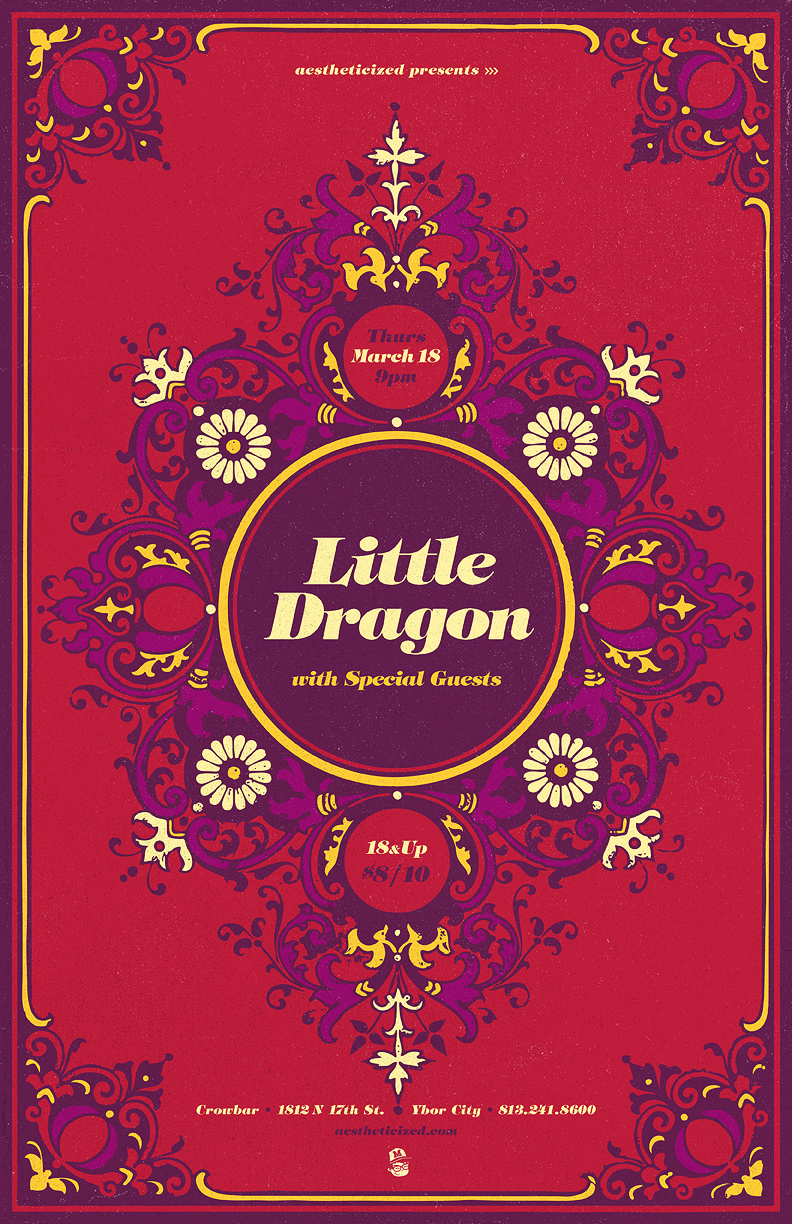 aestheticized presents >>>
Thurs
March 18
9pm
Little
Dragon
with Special Guests
18&Up
$8/10
Crowbar • 1812 N 17th St. • Ybor City • 813.241.8600
aestheticized.com
M